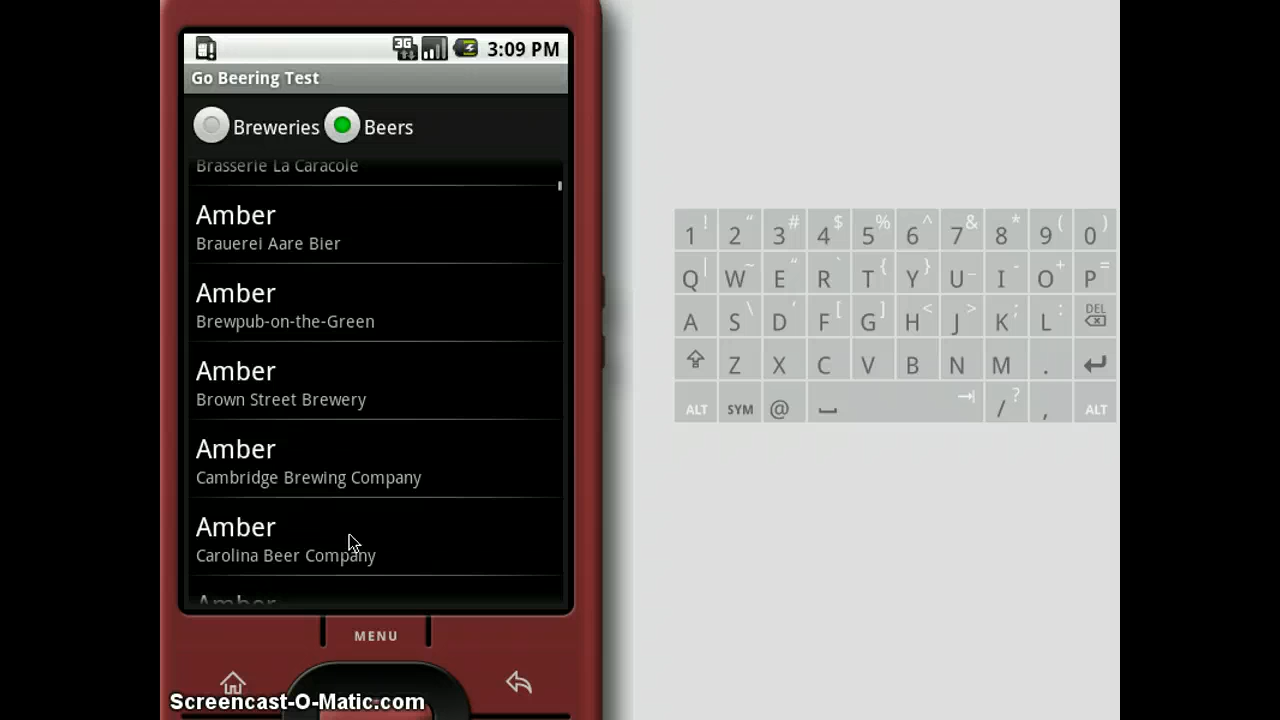 3G 3:09 PM
Go Beering Test
Breweries Beers
Brasserie La Caracole
Amber
Brauerei Aare Bier
Amber
Brewpub-on-the-Green
Amber
Brown Street Brewery
Amber
Cambridge Brewing Company
Amber
Carolina Beer Company
Amber
MENU
Screencast-O-Matic.com
1 ! 2 “ 3 # 4 $ 5 % 6 ^ 7 & 8 * 9 ( 0 )
Q | W ~ E “ R ` T { Y } U _ I - O + P =
A S \ D ‘ F [ G ] H < J > K ; L : DEL
Z X C V B N M .
ALT SYM @ / ? , ALT